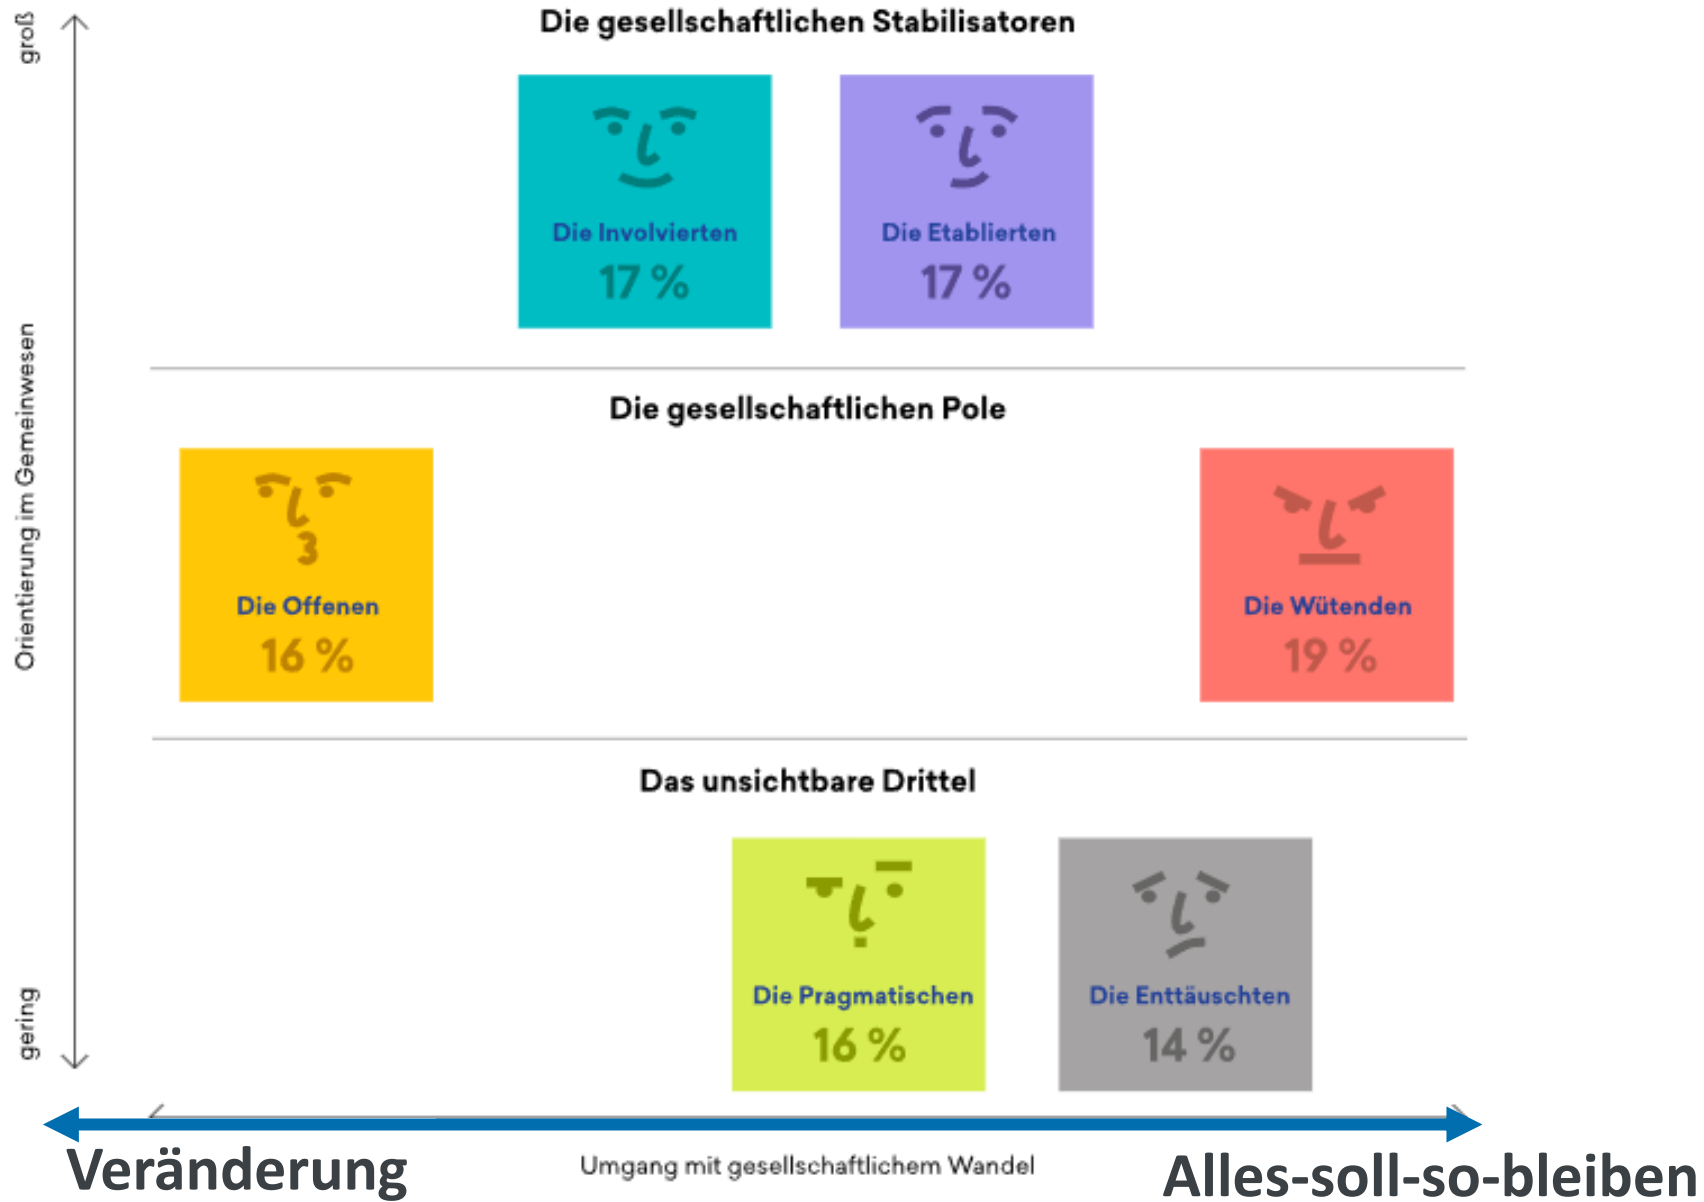 groß
Die gesellschaftlichen Stabilisatoren
Die Involvierten
17 %
Die Etablierten
17 %
Orientierung im Gemeinwesen
Die gesellschaftlichen Pole
Die Offenen
16 %
Die Wütenden
19 %
Das unsichtbare Drittel
Die Pragmatischen
16 %
Die Enttäuschten
14 %
gering
Veränderung
Umgang mit gesellschaftlichem Wandel
Alles-soll-so-bleiben